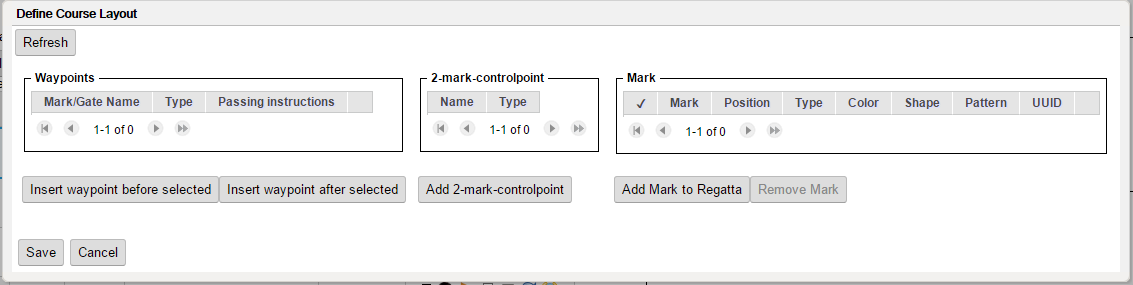 Define Course Layout
Refresh
Waypoints
Mark/Gate Name Type Passing instructions
1-1 of 0
2-mark-controlpoint
Name Type
1-1 of 0
Mark
✓ Mark Position Type Color Shape Pattern UUID
1-1 of 0
Insert waypoint before selected Insert waypoint after selected Add 2-mark-controlpoint Add Mark to Regatta Remove Mark
Save Cancel